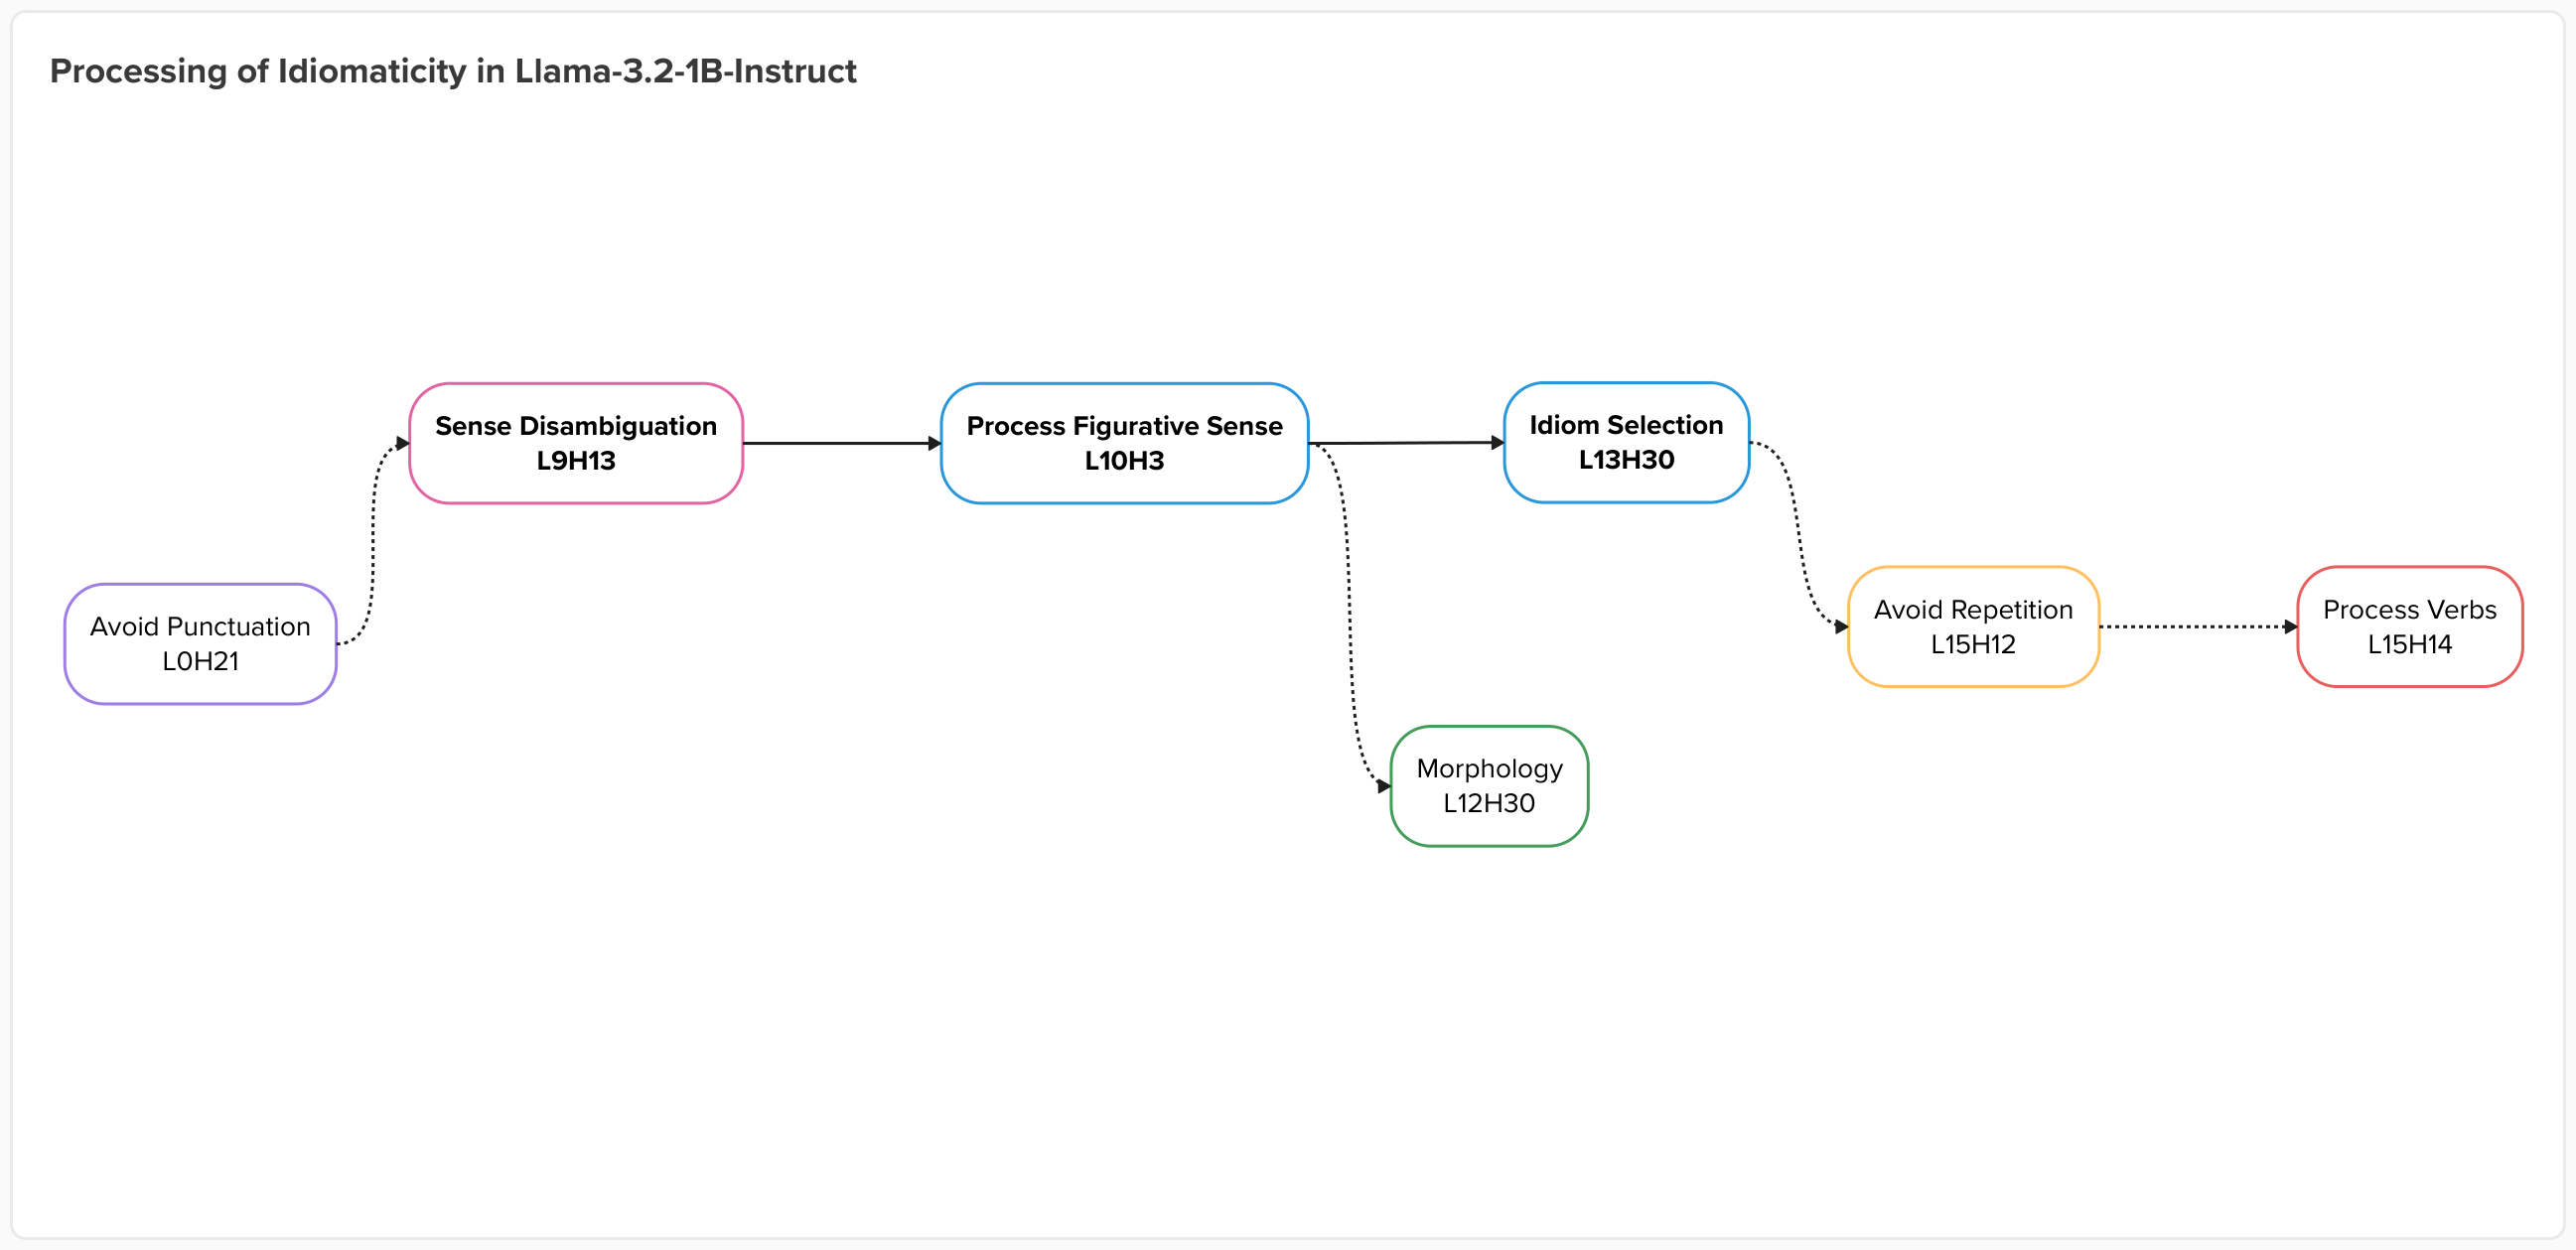 Processing of Idiomaticity in Llama-3.2-1B-Instruct
Sense Disambiguation
L9H13
Process Figurative Sense
L10H3
Idiom Selection
L13H30
Avoid Punctuation
L0H21
Avoid Repetition
L15H12
Process Verbs
L15H14
Morphology
L12H30